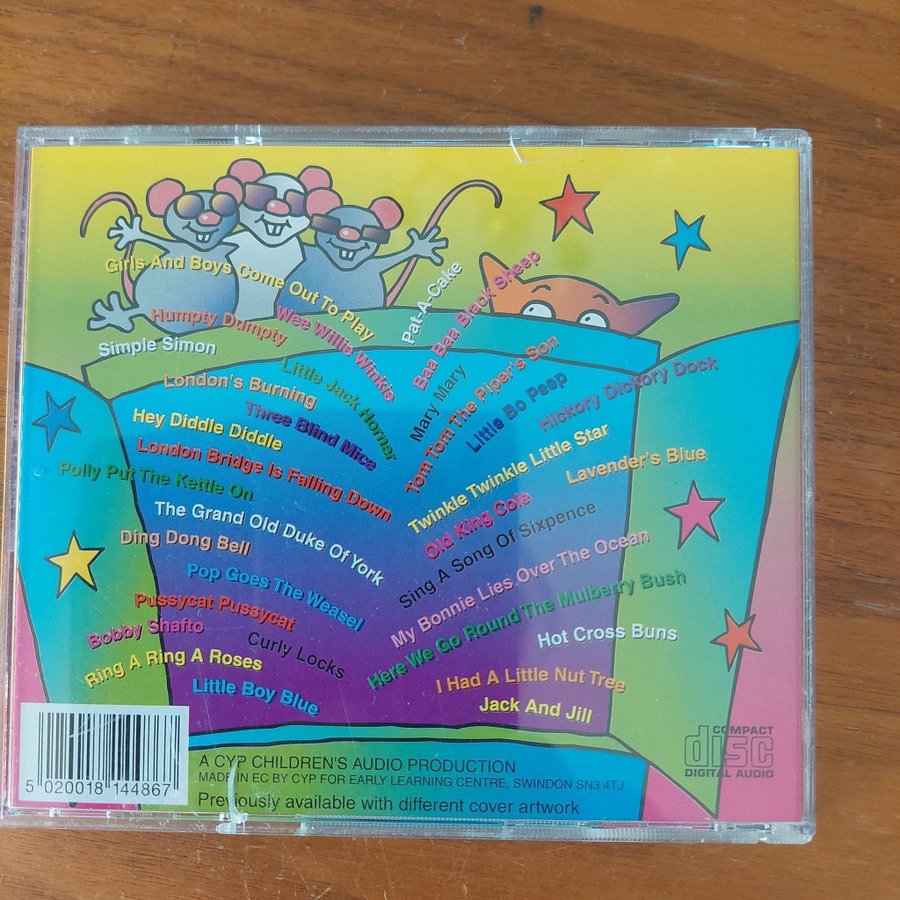 Girls And Boys Come Out To Play
Humpty Dumpty
Wee Willie Winkie
Pat-A-Cake
Baa Baa Black Sheep
Simple Simon
Little Jack Horner
Mary Mary
Tom Tom The Piper's Son
London's Burning
Little Bo Peep
Hickory Dickory Dock
Hey Diddle Diddle
Three Blind Mice
London Bridge Is Falling Down
Twinkle Twinkle Little Star
Lavender's Blue
Polly Put The Kettle On
Old King Cole
The Grand Old Duke Of York
Sing A Song Of Sixpence
Ding Dong Bell
Pop Goes The Weasel
My Bonnie Lies Over The Ocean
Pussycat Pussycat
Here We Go Round The Mulberry Bush
Bobby Shafto
Curly Locks
Hot Cross Buns
Ring A Ring A Roses
I Had A Little Nut Tree
Little Boy Blue
Jack And Jill
5 020018 144867
A CYP CHILDREN'S AUDIO PRODUCTION
MADE IN EC BY CYP FOR EARLY LEARNING CENTRE, SWINDON SN3 4TJ
Previously available with different cover artwork
COMPACT
disc
DIGITAL AUDIO